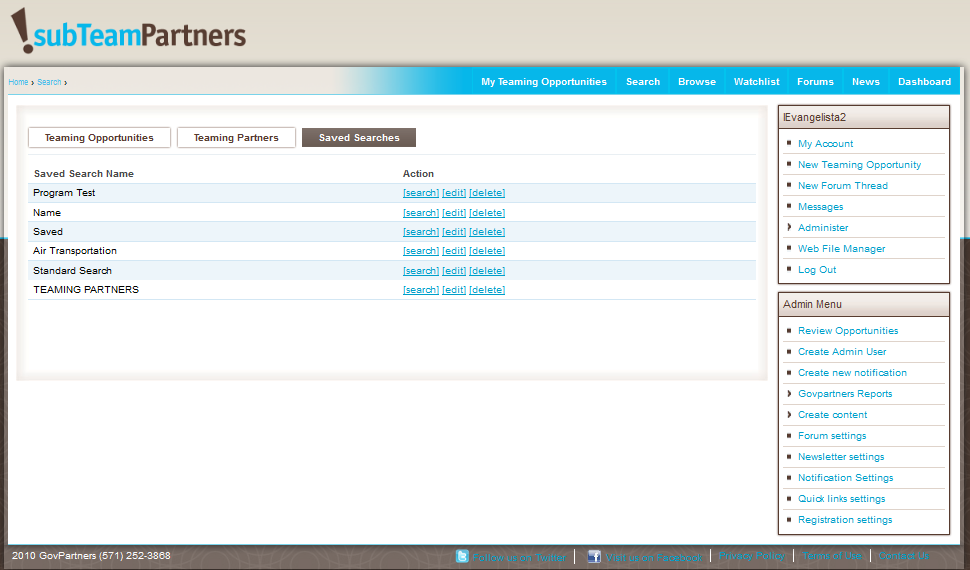 !subTeamPartners
Home › Search ›
My Teaming Opportunities Search Browse Watchlist Forums News Dashboard
Teaming Opportunities Teaming Partners Saved Searches
Saved Search Name Action
Program Test [search] [edit] [delete]
Name [search] [edit] [delete]
Saved [search] [edit] [delete]
Air Transportation [search] [edit] [delete]
Standard Search [search] [edit] [delete]
TEAMING PARTNERS [search] [edit] [delete]
lEvangelista2
My Account
New Teaming Opportunity
New Forum Thread
Messages
Administer
Web File Manager
Log Out
Admin Menu
Review Opportunities
Create Admin User
Create new notification
Govpartners Reports
Create content
Forum settings
Newsletter settings
Notification Settings
Quick links settings
Registration settings
2010 GovPartners (571) 252-3868 Follow us on Twitter Visit us on Facebook Privacy Policy Terms of Use Contact Us